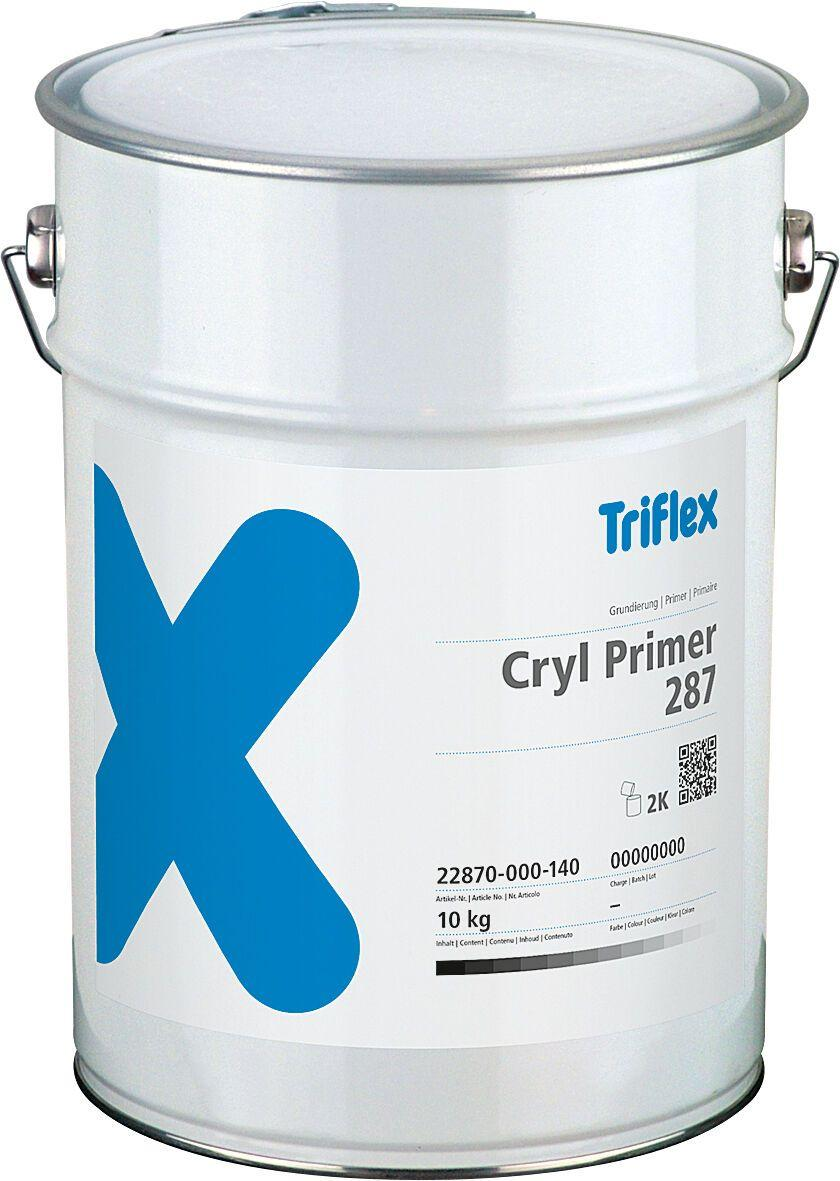 Triflex
Grundierung | Primer | Primaire
Cryl Primer
287
2K
22870-000-140
Artikel-Nr. | Article No. | Nr. Articolo
00000000
Charge | Batch | Lot
10 kg
Inhalt | Content | Contenu | Inhoud | Contenuto
–
Farbe | Colour | Couleur | Kleur | Colore